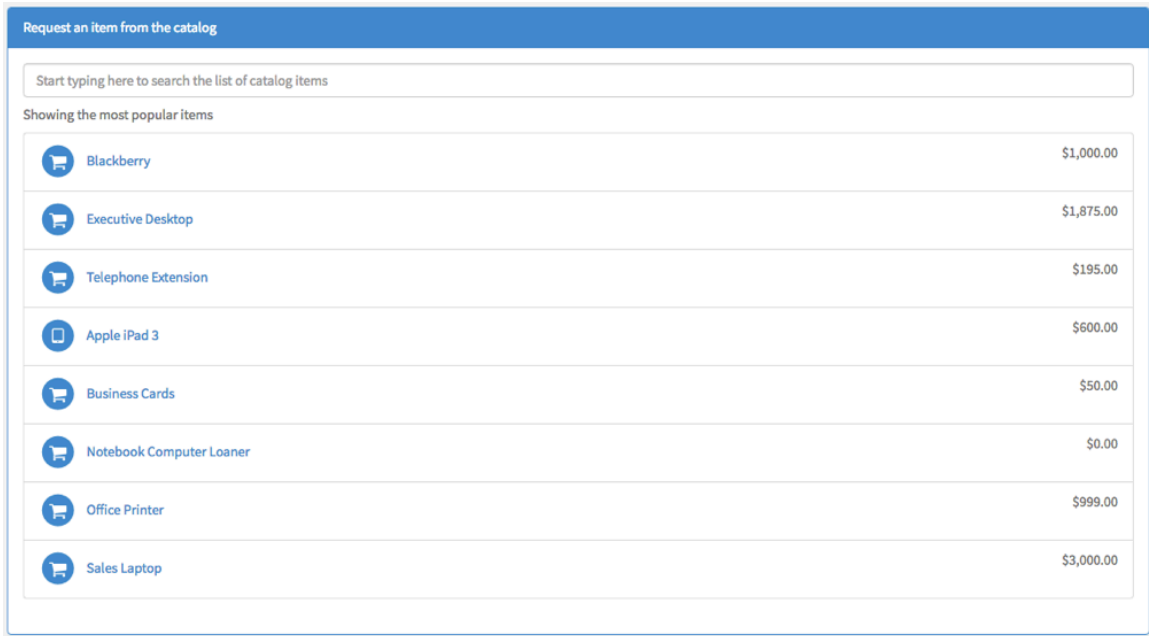 Request an item from the catalog
Start typing here to search the list of catalog items
Showing the most popular items
Blackberry $1,000.00
Executive Desktop $1,875.00
Telephone Extension $195.00
Apple iPad 3 $600.00
Business Cards $50.00
Notebook Computer Loaner $0.00
Office Printer $999.00
Sales Laptop $3,000.00